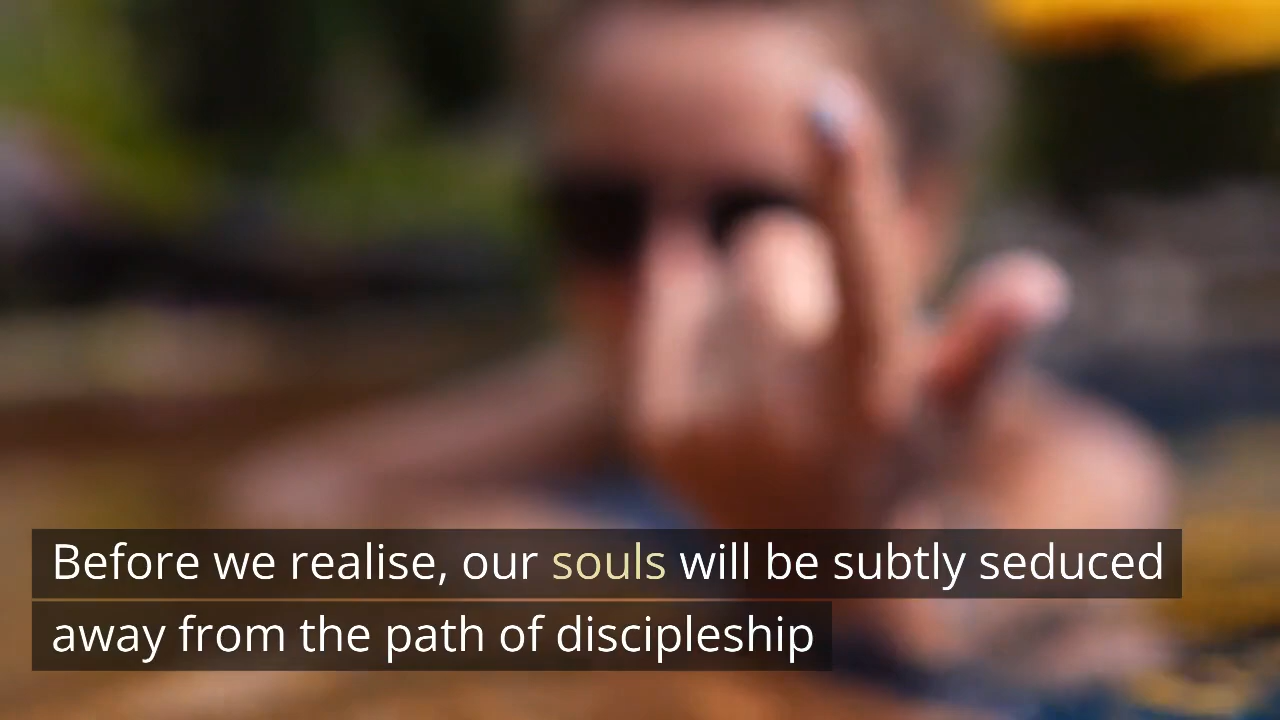 Before we realise, our souls will be subtly seduced
away from the path of discipleship